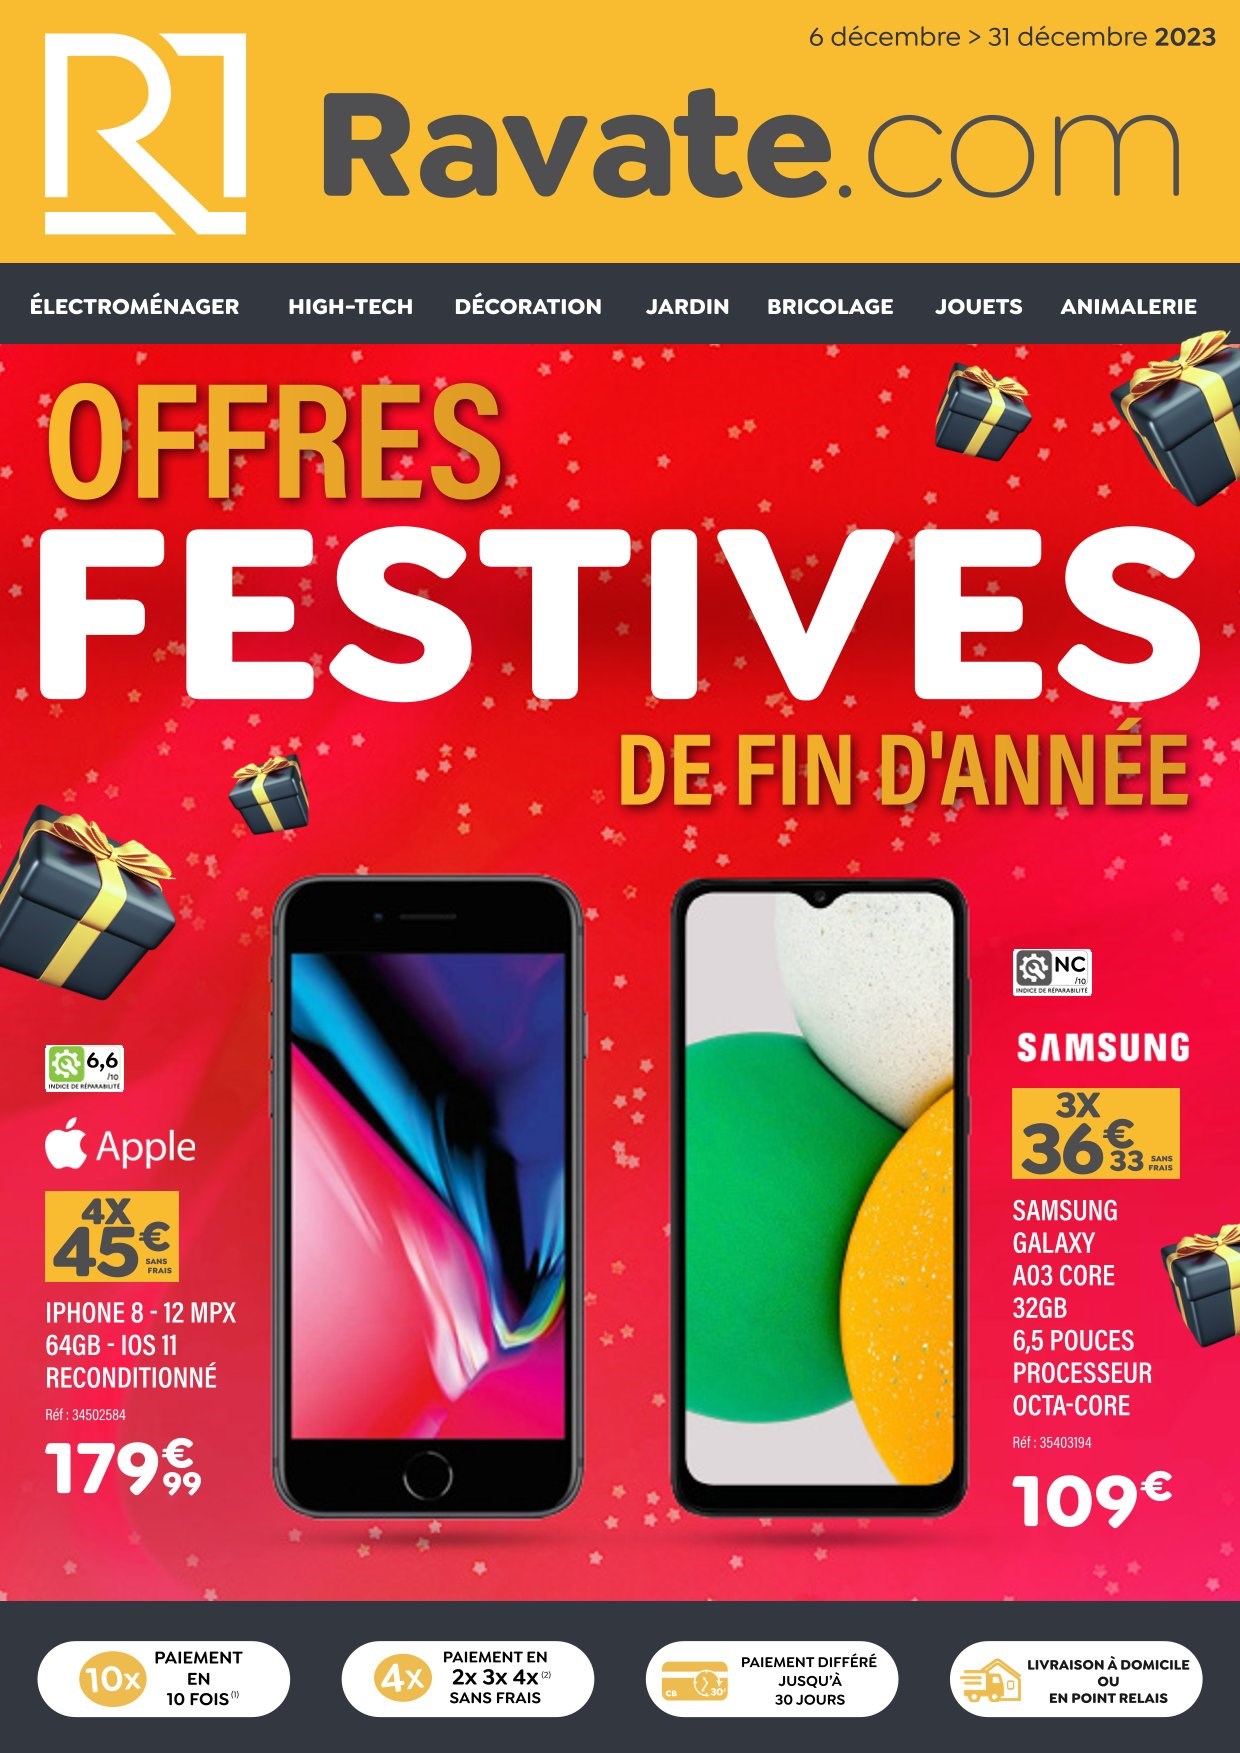 6 décembre > 31 décembre 2023
Ravate.com
ÉLECTROMÉNAGER HIGH-TECH DÉCORATION JARDIN BRICOLAGE JOUETS ANIMALERIE
OFFRES
FESTIVES
DE FIN D'ANNÉE
6,6
/10
INDICE DE RÉPARABILITÉ
Apple
4X
45€
SANS
FRAIS
IPHONE 8 - 12 MPX
64GB - IOS 11
RECONDITIONNÉ
Réf : 34502584
179€99
NC
/10
INDICE DE RÉPARABILITÉ
SAMSUNG
3X
36€33
SANS
FRAIS
SAMSUNG
GALAXY
A03 CORE
32GB
6,5 POUCES
PROCESSEUR
OCTA-CORE
Réf : 35403194
109€
10x
PAIEMENT
EN
10 FOIS(1)
4x
PAIEMENT EN
2x 3x 4x(2)
SANS FRAIS
CB
30
PAIEMENT DIFFÉRÉ
JUSQU'À
30 JOURS
LIVRAISON À DOMICILE
OU
EN POINT RELAIS